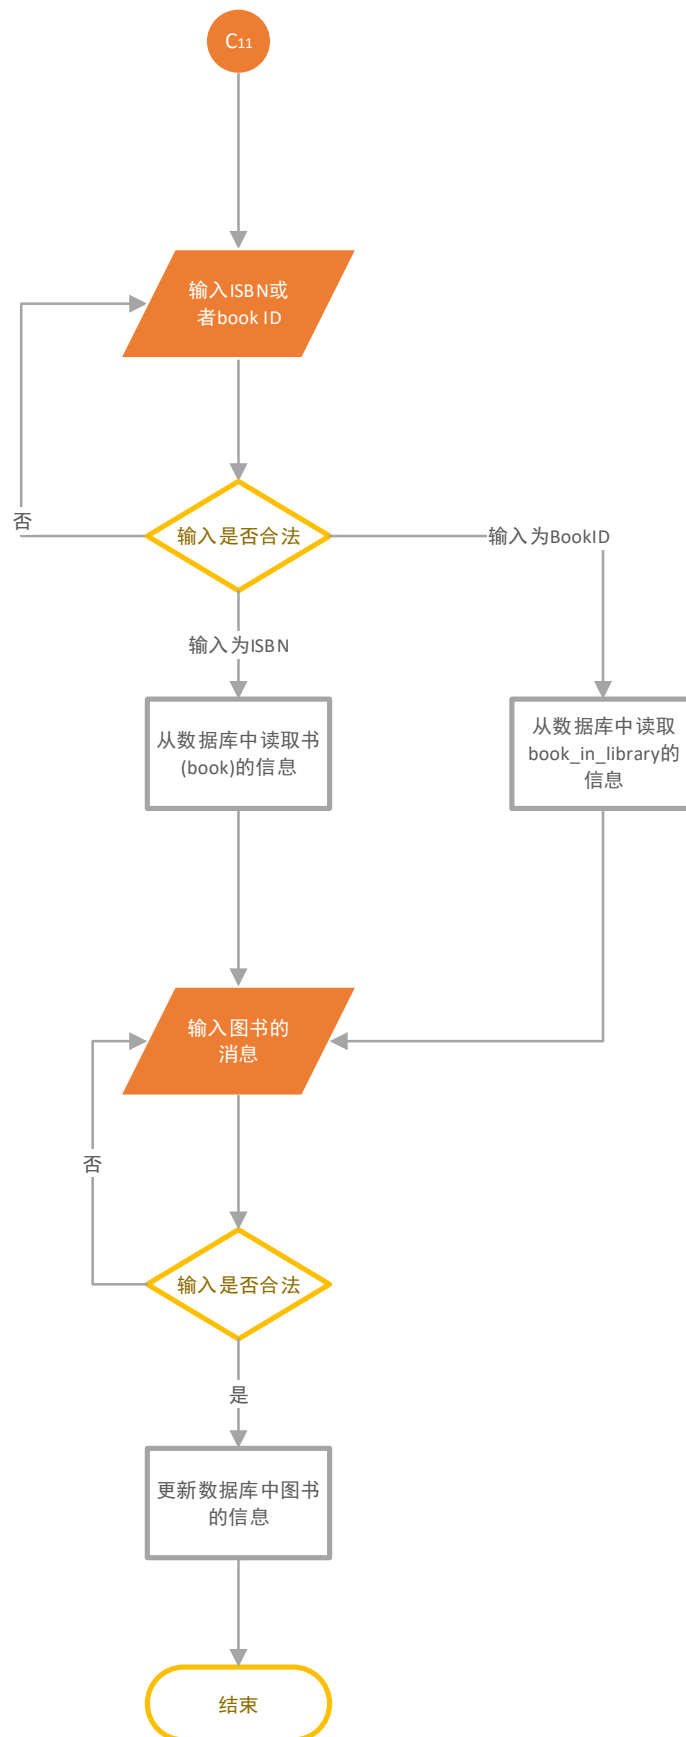 C₁₁
输入ISBN或
者book ID
输入是否合法
否
输入为BookID
输入为ISBN
从数据库中读取书
(book)的信息
从数据库中读取
book_in_library的
信息
输入图书的
消息
否
输入是否合法
是
更新数据库中图书
的信息
结束